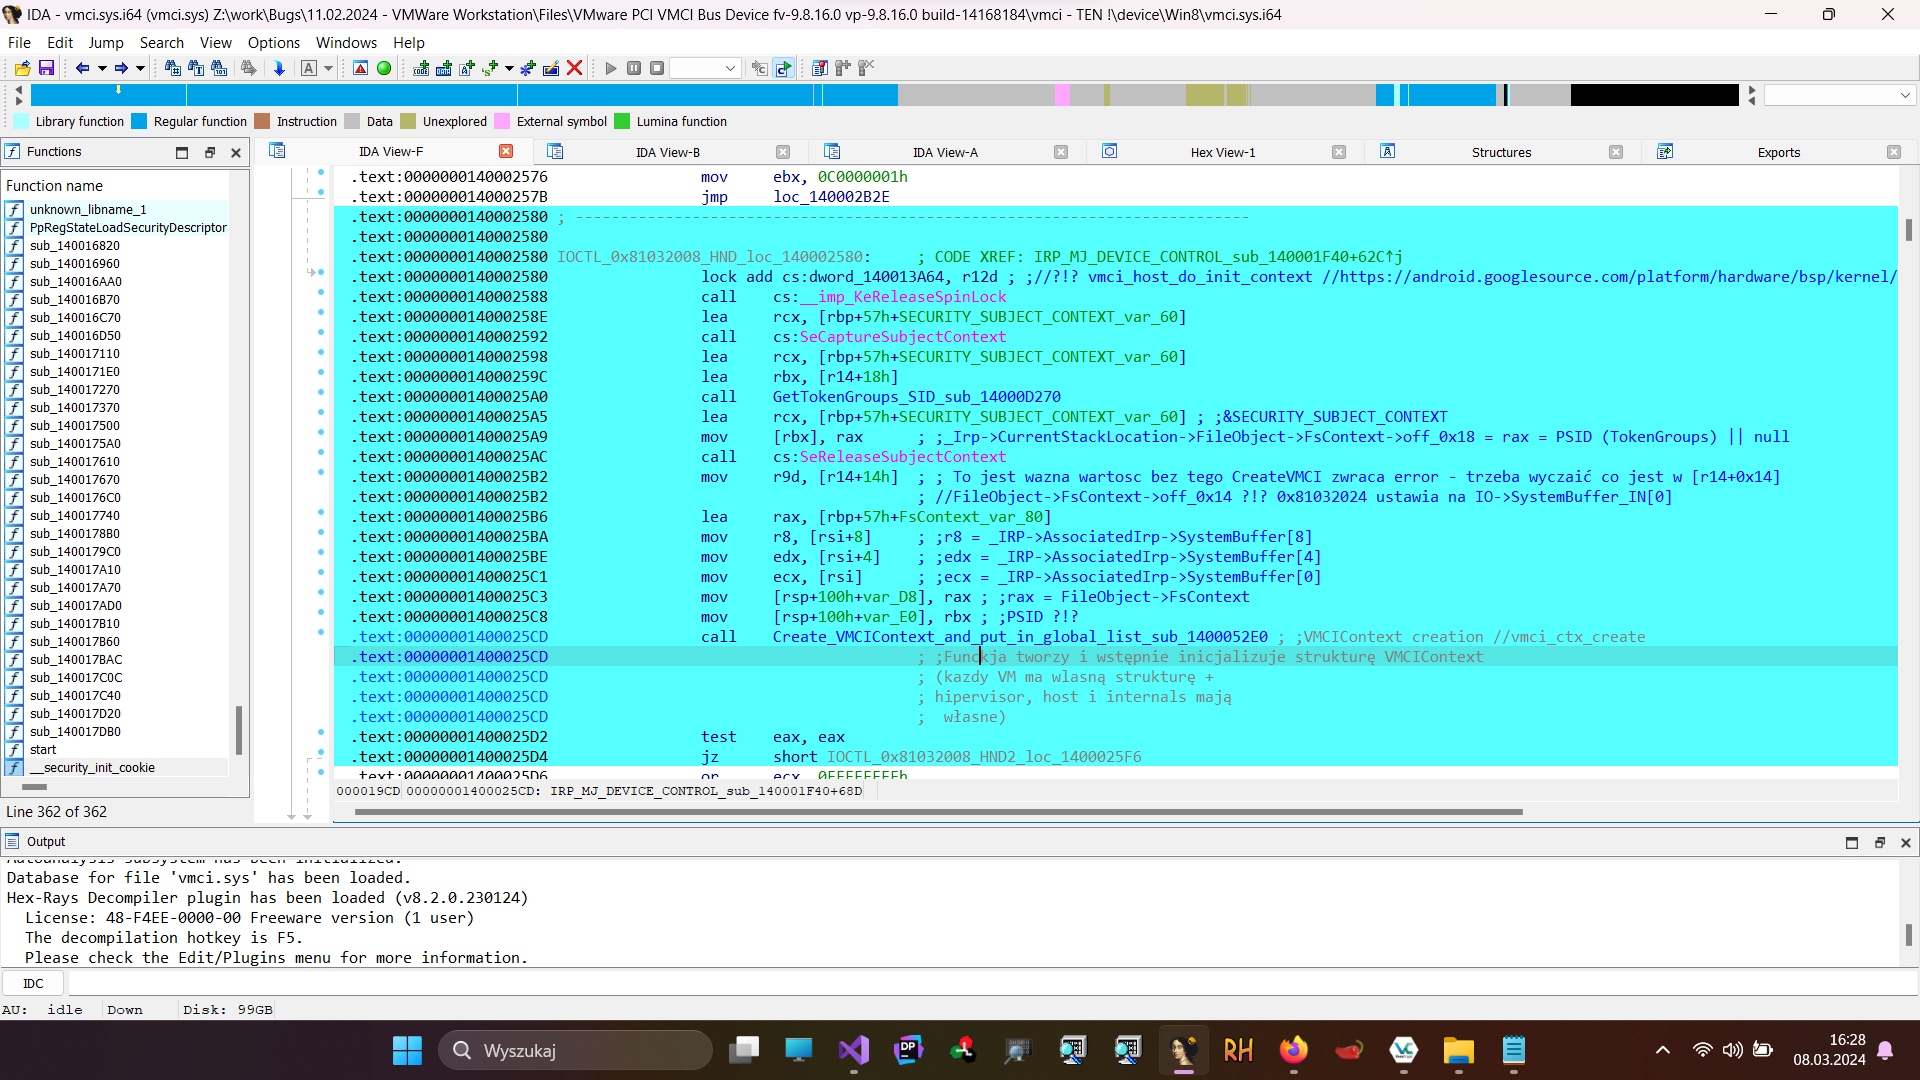 IDA - vmci.sys.i64 (vmci.sys) Z:\work\Bugs\11.02.2024 - VMWare Workstation\Files\VMware PCI VMCI Bus Device fv-9.8.16.0 vp-9.8.16.0 build-14168184\vmci - TEN !\device\Win8\vmci.sys.i64
File Edit Jump Search View Options Windows Help
Library function Regular function Instruction Data Unexplored External symbol Lumina function
Functions
IDA View-F IDA View-B IDA View-A Hex View-1 Structures Exports
Function name
unknown_libname_1
PpRegStateLoadSecurityDescriptor
sub_140016820
sub_140016960
sub_140016AA0
sub_140016B70
sub_140016C70
sub_140016D50
sub_140017110
sub_1400171E0
sub_140017270
sub_140017370
sub_140017500
sub_1400175A0
sub_140017610
sub_140017670
sub_1400176C0
sub_140017740
sub_1400178B0
sub_1400179C0
sub_140017A10
sub_140017A70
sub_140017AD0
sub_140017B10
sub_140017B60
sub_140017BAC
sub_140017C0C
sub_140017C40
sub_140017D20
sub_140017DB0
start
__security_init_cookie
Line 362 of 362
.text:0000000140002576 mov ebx, 0C0000001h
.text:000000014000257B jmp loc_140002B2E
.text:0000000140002580 ; ---------------------------------------------------------------------------
.text:0000000140002580
.text:0000000140002580 IOCTL_0x81032008_HND_loc_140002580: ; CODE XREF: IRP_MJ_DEVICE_CONTROL_sub_140001F40+62C↑j
.text:0000000140002580 lock add cs:dword_140013A64, r12d ; ;//?!? vmci_host_do_init_context //https://android.googlesource.com/platform/hardware/bsp/kernel/
.text:0000000140002588 call cs:__imp_KeReleaseSpinLock
.text:000000014000258E lea rcx, [rbp+57h+SECURITY_SUBJECT_CONTEXT_var_60]
.text:0000000140002592 call cs:SeCaptureSubjectContext
.text:0000000140002598 lea rcx, [rbp+57h+SECURITY_SUBJECT_CONTEXT_var_60]
.text:000000014000259C lea rbx, [r14+18h]
.text:00000001400025A0 call GetTokenGroups_SID_sub_14000D270
.text:00000001400025A5 lea rcx, [rbp+57h+SECURITY_SUBJECT_CONTEXT_var_60] ; ;&SECURITY_SUBJECT_CONTEXT
.text:00000001400025A9 mov [rbx], rax ; ;_Irp->CurrentStackLocation->FileObject->FsContext->off_0x18 = rax = PSID (TokenGroups) || null
.text:00000001400025AC call cs:SeReleaseSubjectContext
.text:00000001400025B2 mov r9d, [r14+14h] ; ; To jest wazna wartosc bez tego CreateVMCI zwraca error - trzeba wyczaić co jest w [r14+0x14]
.text:00000001400025B2 ; //FileObject->FsContext->off_0x14 ?!? 0x81032024 ustawia na IO->SystemBuffer_IN[0]
.text:00000001400025B6 lea rax, [rbp+57h+FsContext_var_80]
.text:00000001400025BA mov r8, [rsi+8] ; ;r8 = _IRP->AssociatedIrp->SystemBuffer[8]
.text:00000001400025BE mov edx, [rsi+4] ; ;edx = _IRP->AssociatedIrp->SystemBuffer[4]
.text:00000001400025C1 mov ecx, [rsi] ; ;ecx = _IRP->AssociatedIrp->SystemBuffer[0]
.text:00000001400025C3 mov [rsp+100h+var_D8], rax ; ;rax = FileObject->FsContext
.text:00000001400025C8 mov [rsp+100h+var_E0], rbx ; ;PSID ?!?
.text:00000001400025CD call Create_VMCIContext_and_put_in_global_list_sub_1400052E0 ; ;VMCIContext creation //vmci_ctx_create
.text:00000001400025CD ; ;Funckja tworzy i wstępnie inicjalizuje strukturę VMCIContext
.text:00000001400025CD ; (kazdy VM ma wlasną strukturę +
.text:00000001400025CD ; hipervisor, host i internals mają
.text:00000001400025CD ; własne)
.text:00000001400025D2 test eax, eax
.text:00000001400025D4 jz short IOCTL_0x81032008_HND2_loc_1400025F6
.text:00000001400025D6 or ecx, 0FFFFFFFFh
000019CD 00000001400025CD: IRP_MJ_DEVICE_CONTROL_sub_140001F40+68D
Output
Autoanalysis subsystem has been initialized.
Database for file 'vmci.sys' has been loaded.
Hex-Rays Decompiler plugin has been loaded (v8.2.0.230124)
License: 48-F4EE-0000-00 Freeware version (1 user)
The decompilation hotkey is F5.
Please check the Edit/Plugins menu for more information.
IDC
AU: idle Down Disk: 99GB
Wyszukaj
DP
RH
16:28
08.03.2024